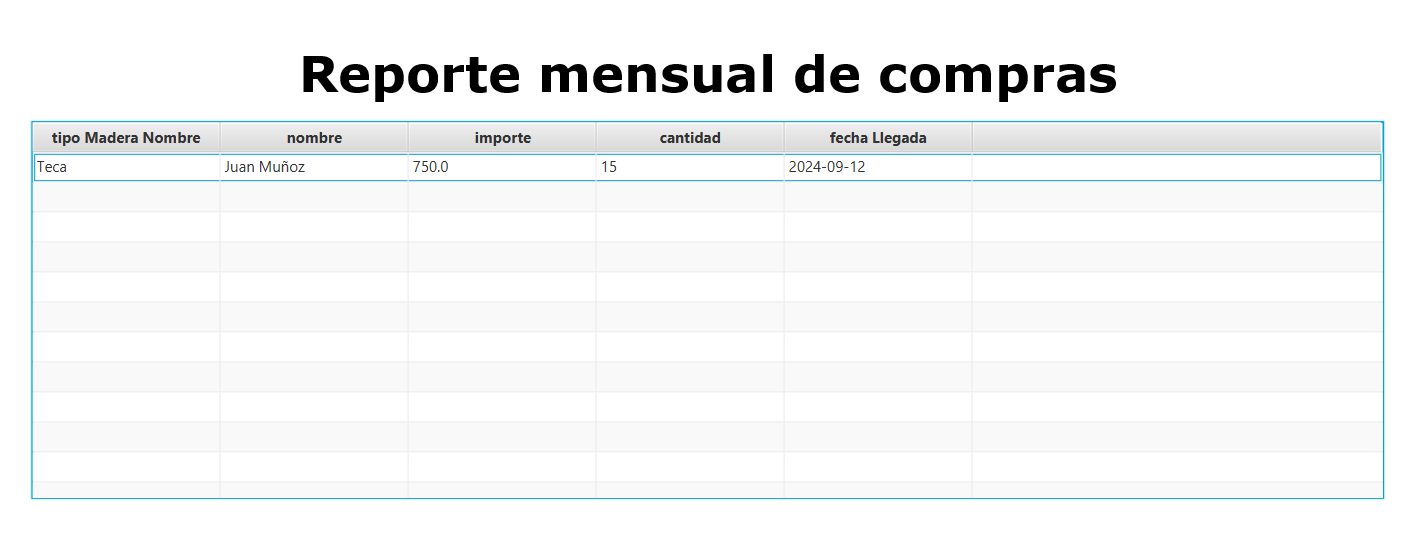 Reporte mensual de compras
tipo Madera Nombre nombre importe cantidad fecha Llegada
Teca Juan Muñoz 750.0 15 2024-09-12